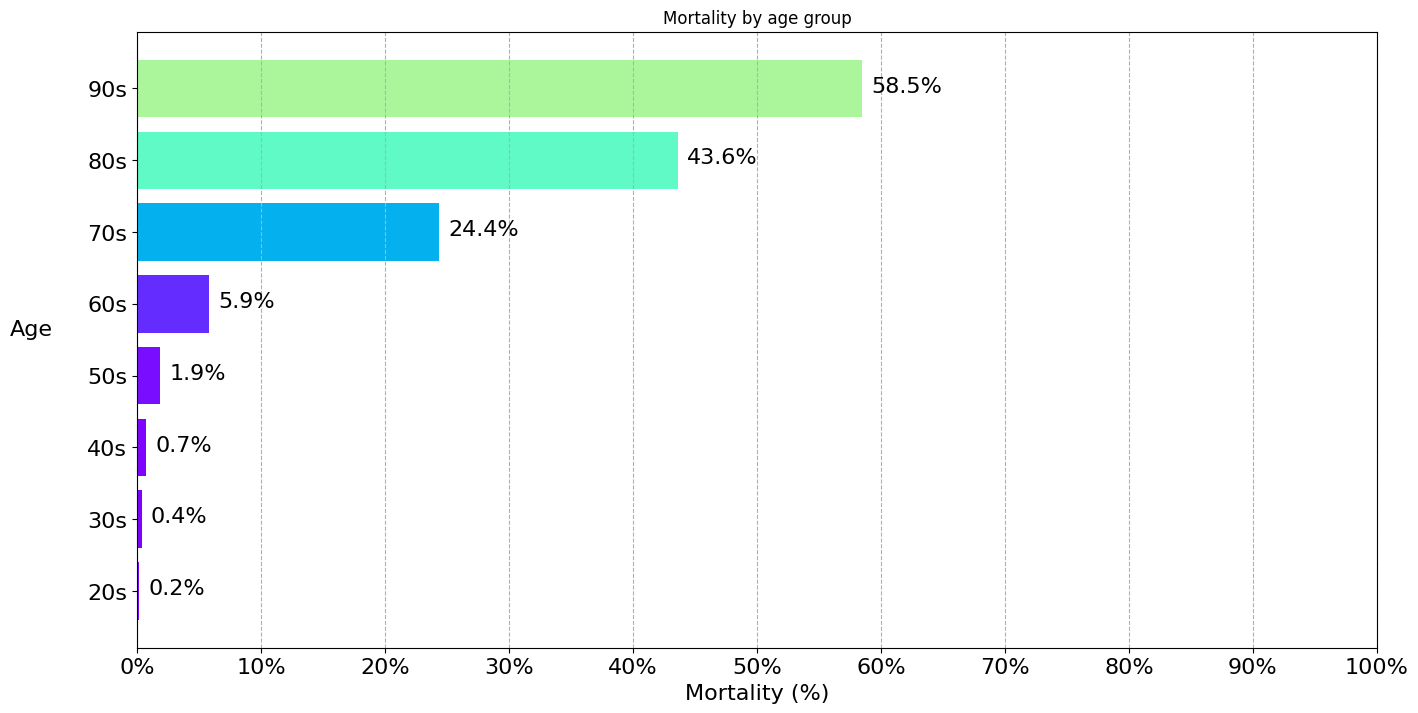 Mortality by age group
90s
58.5%
80s
43.6%
70s
24.4%
60s
5.9%
Age
50s
1.9%
40s
0.7%
30s
0.4%
20s
0.2%
0% 10% 20% 30% 40% 50% 60% 70% 80% 90% 100%
Mortality (%)